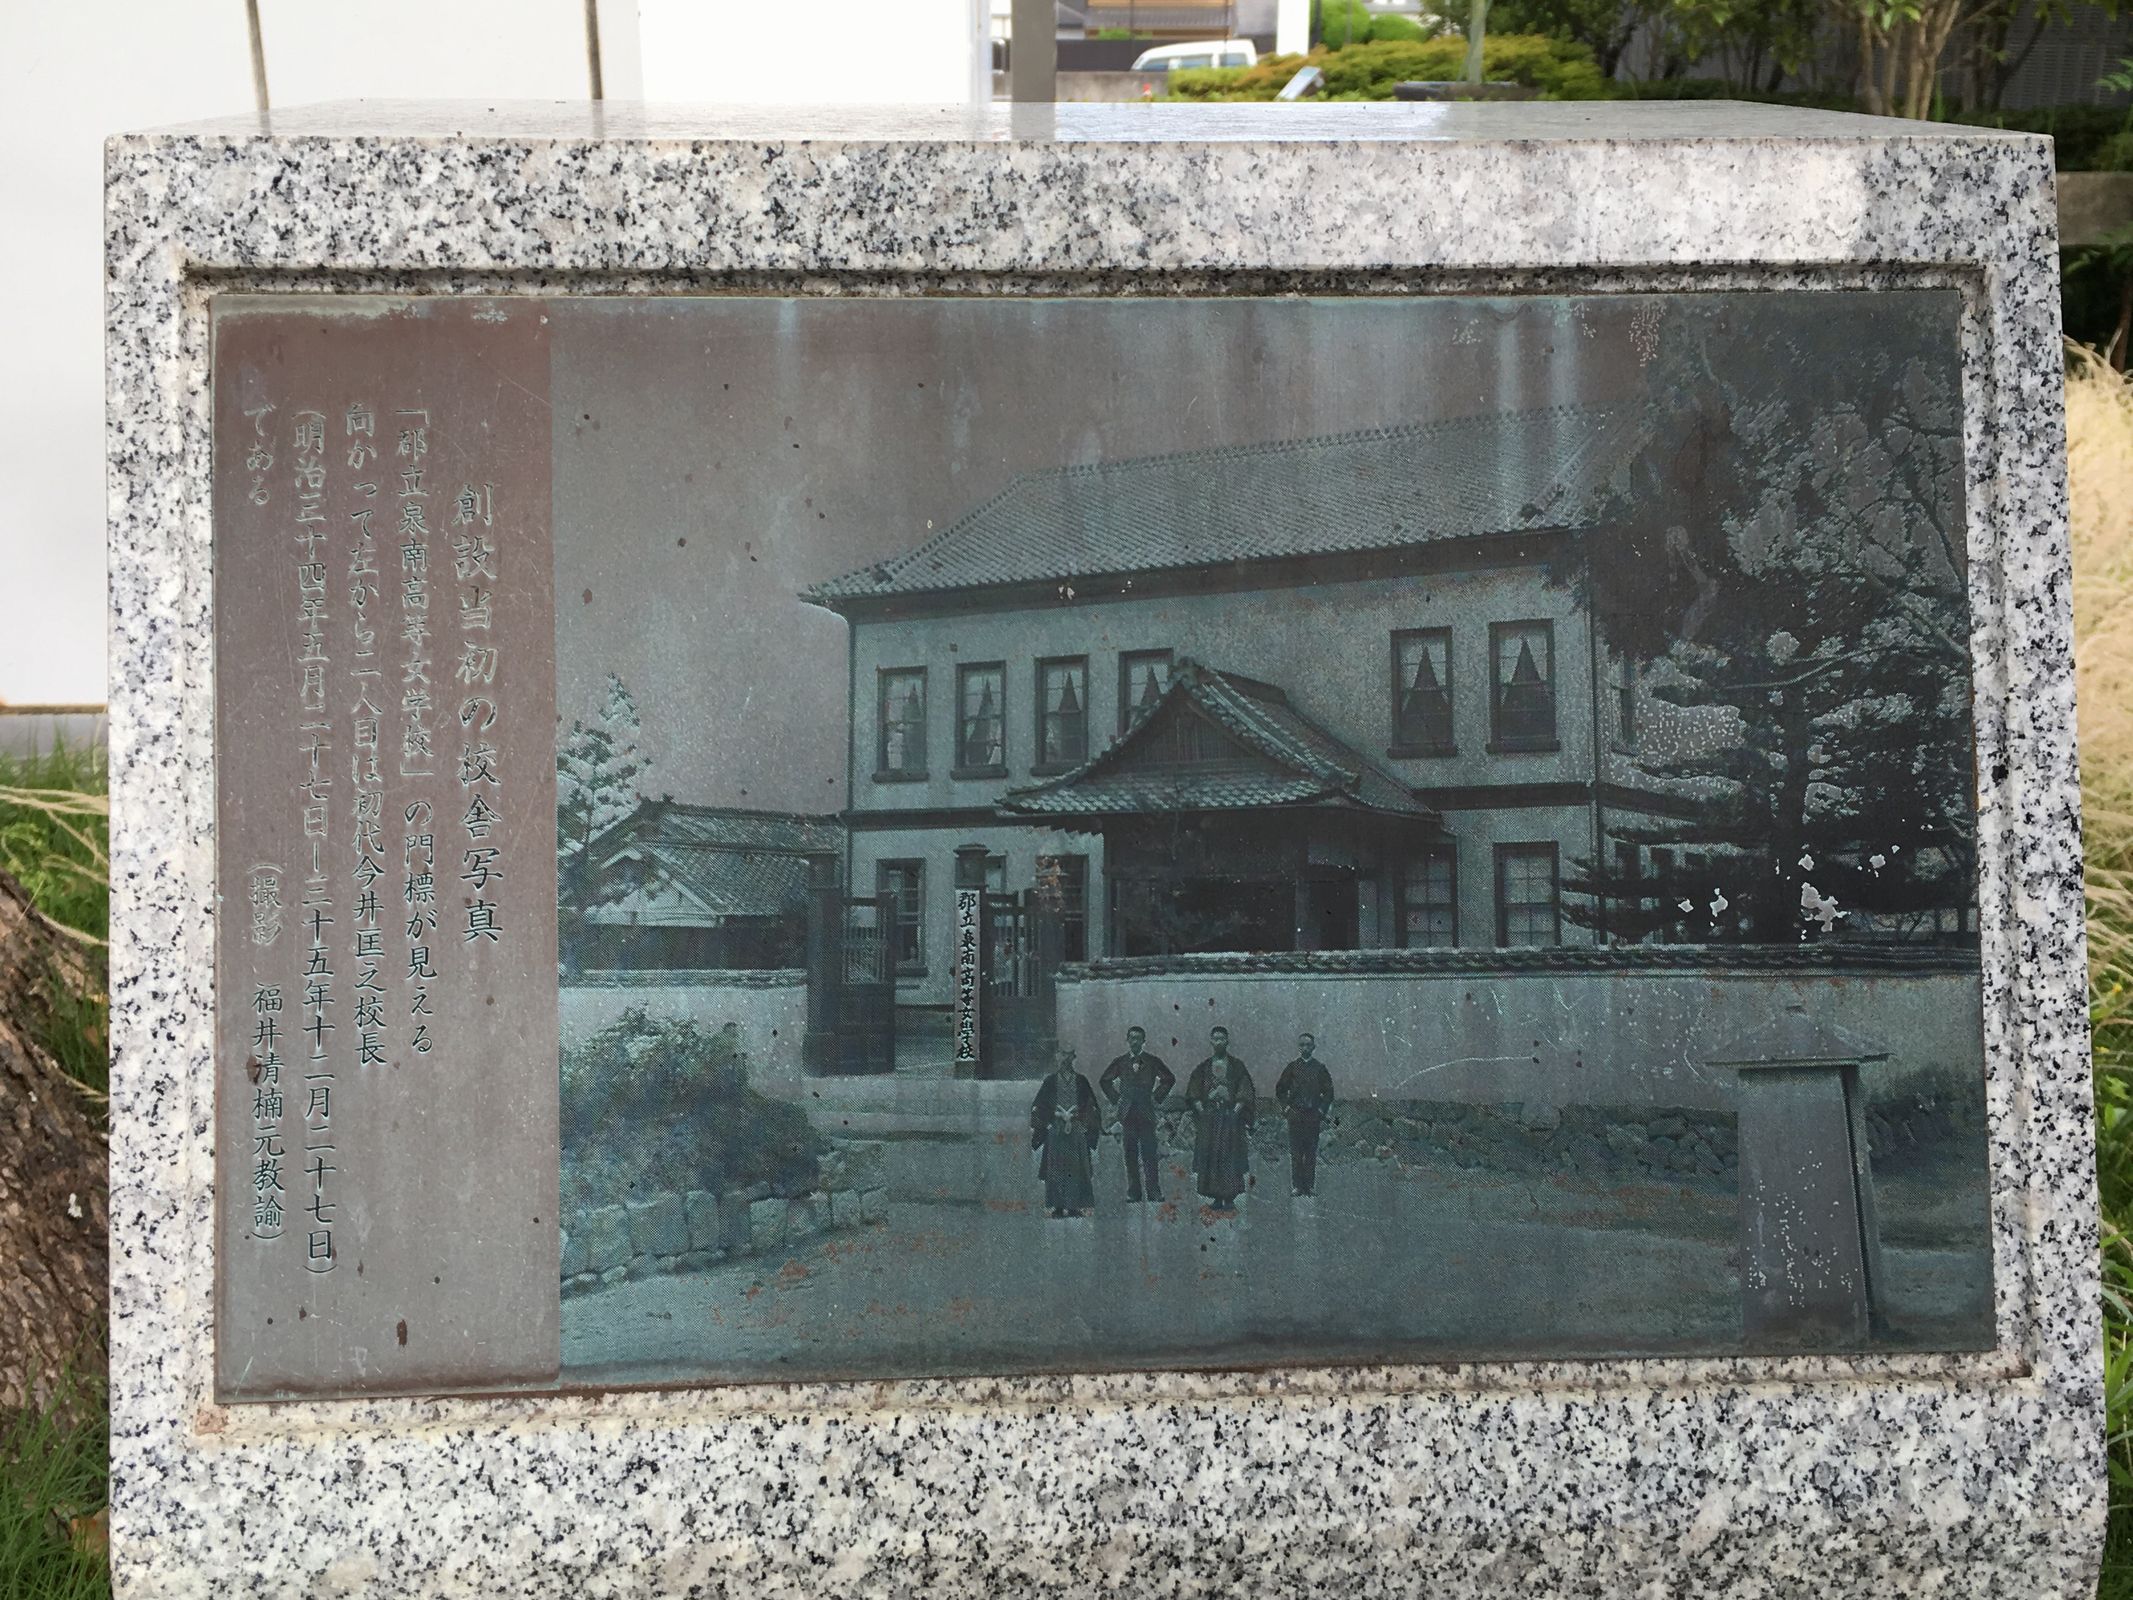 創設当初の校舎写真
「郡立泉南高等女学校」の門標が見える
向かって左から二人目は初代今井匡之校長
(明治三十四年五月二十七日ー三十五年十二月二十七日)
である
(撮影 福井清楠元教諭)
郡立泉南高等女學校